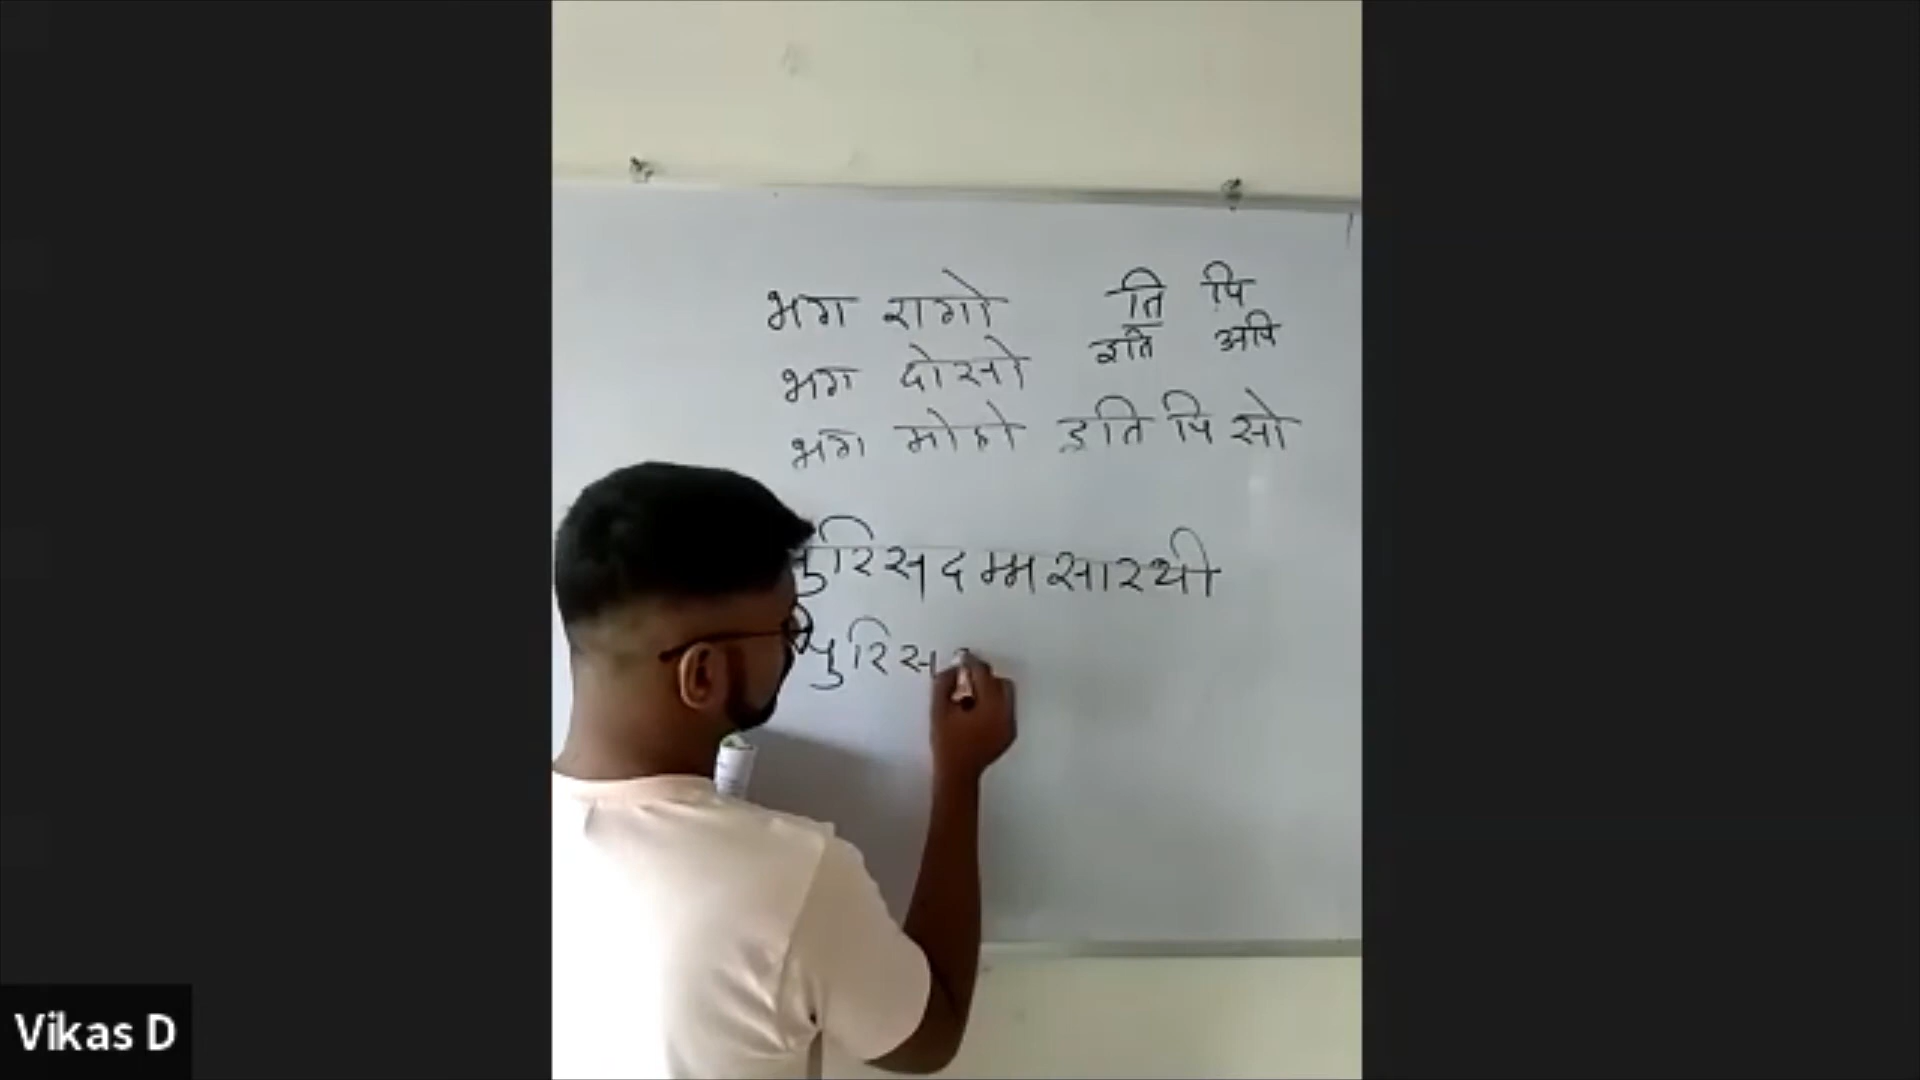 भग रागो ति पि
इति अपि
भग दोसो
भग मोहो इति पि सो
पुरिसदम्मसारथी
पुरिस
Vikas D